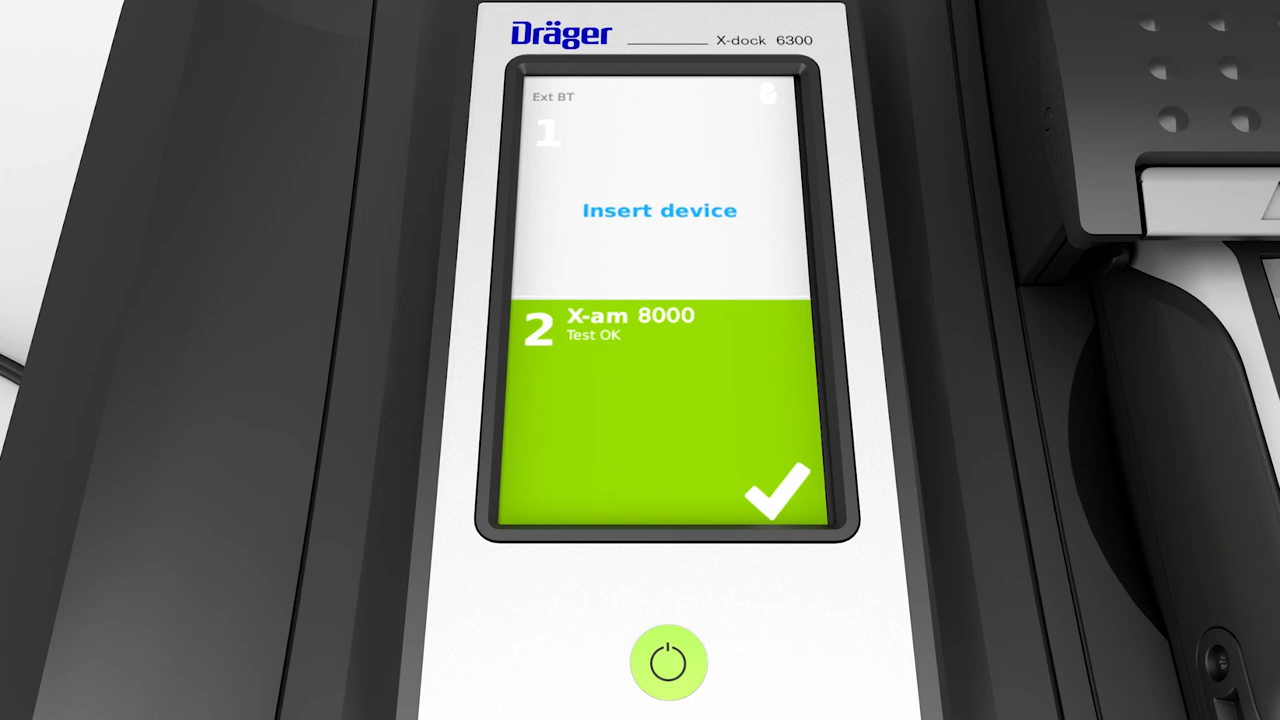 Dräger
X-dock 6300
Ext BT
1
Insert device
2 X-am 8000
Test OK